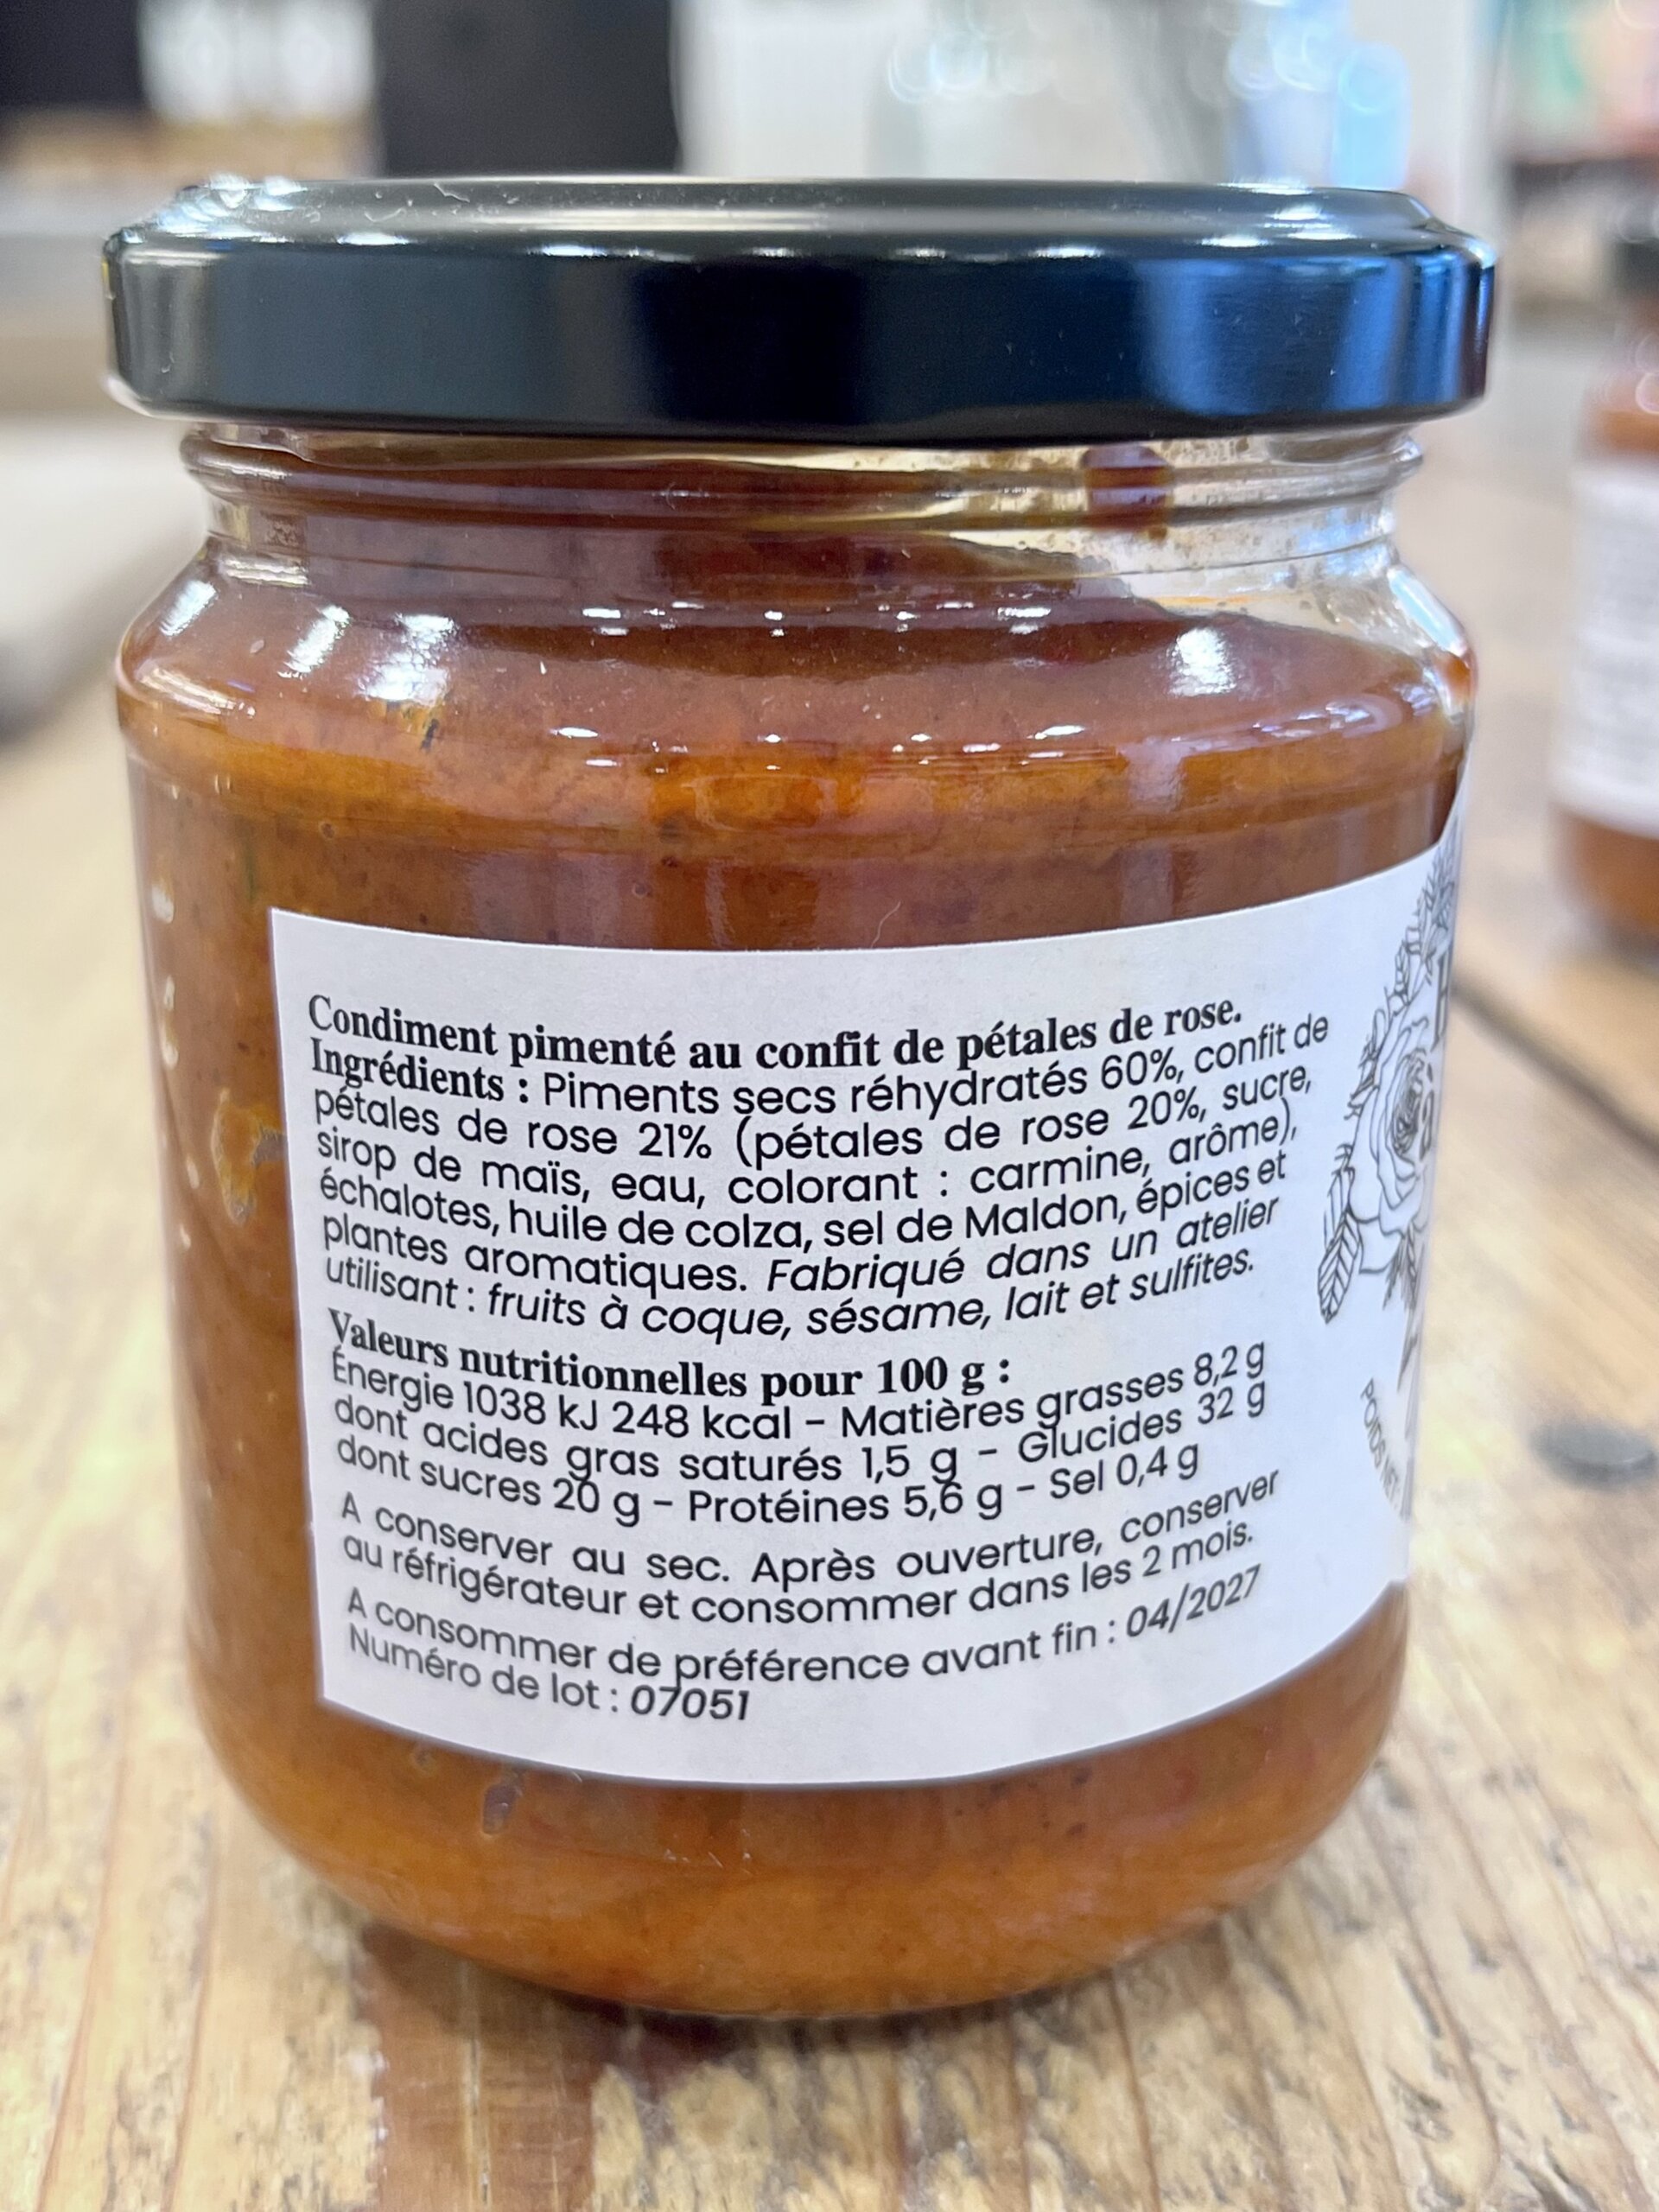 Condiment pimenté au confit de pétales de rose.
Ingrédients : Piments secs réhydratés 60%, confit de
pétales de rose 21% (pétales de rose 20%, sucre,
sirop de maïs, eau, colorant : carmine, arôme),
échalotes, huile de colza, sel de Maldon, épices et
plantes aromatiques. Fabriqué dans un atelier
utilisant : fruits à coque, sésame, lait et sulfites.
Valeurs nutritionnelles pour 100 g :
Énergie 1038 kJ 248 kcal - Matières grasses 8,2 g
dont acides gras saturés 1,5 g - Glucides 32 g
dont sucres 20 g - Protéines 5,6 g - Sel 0,4 g
A conserver au sec. Après ouverture, conserver
au réfrigérateur et consommer dans les 2 mois.
A consommer de préférence avant fin : 04/2027
Numéro de lot : 07051
POIDS